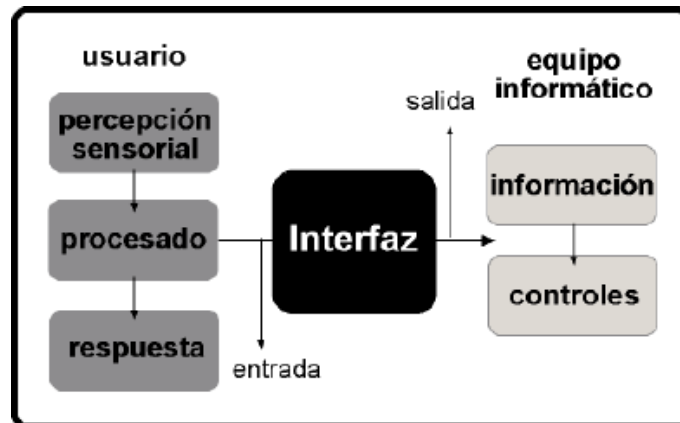 usuario
percepción
sensorial
procesado
respuesta
entrada
Interfaz
salida
equipo
informático
información
controles